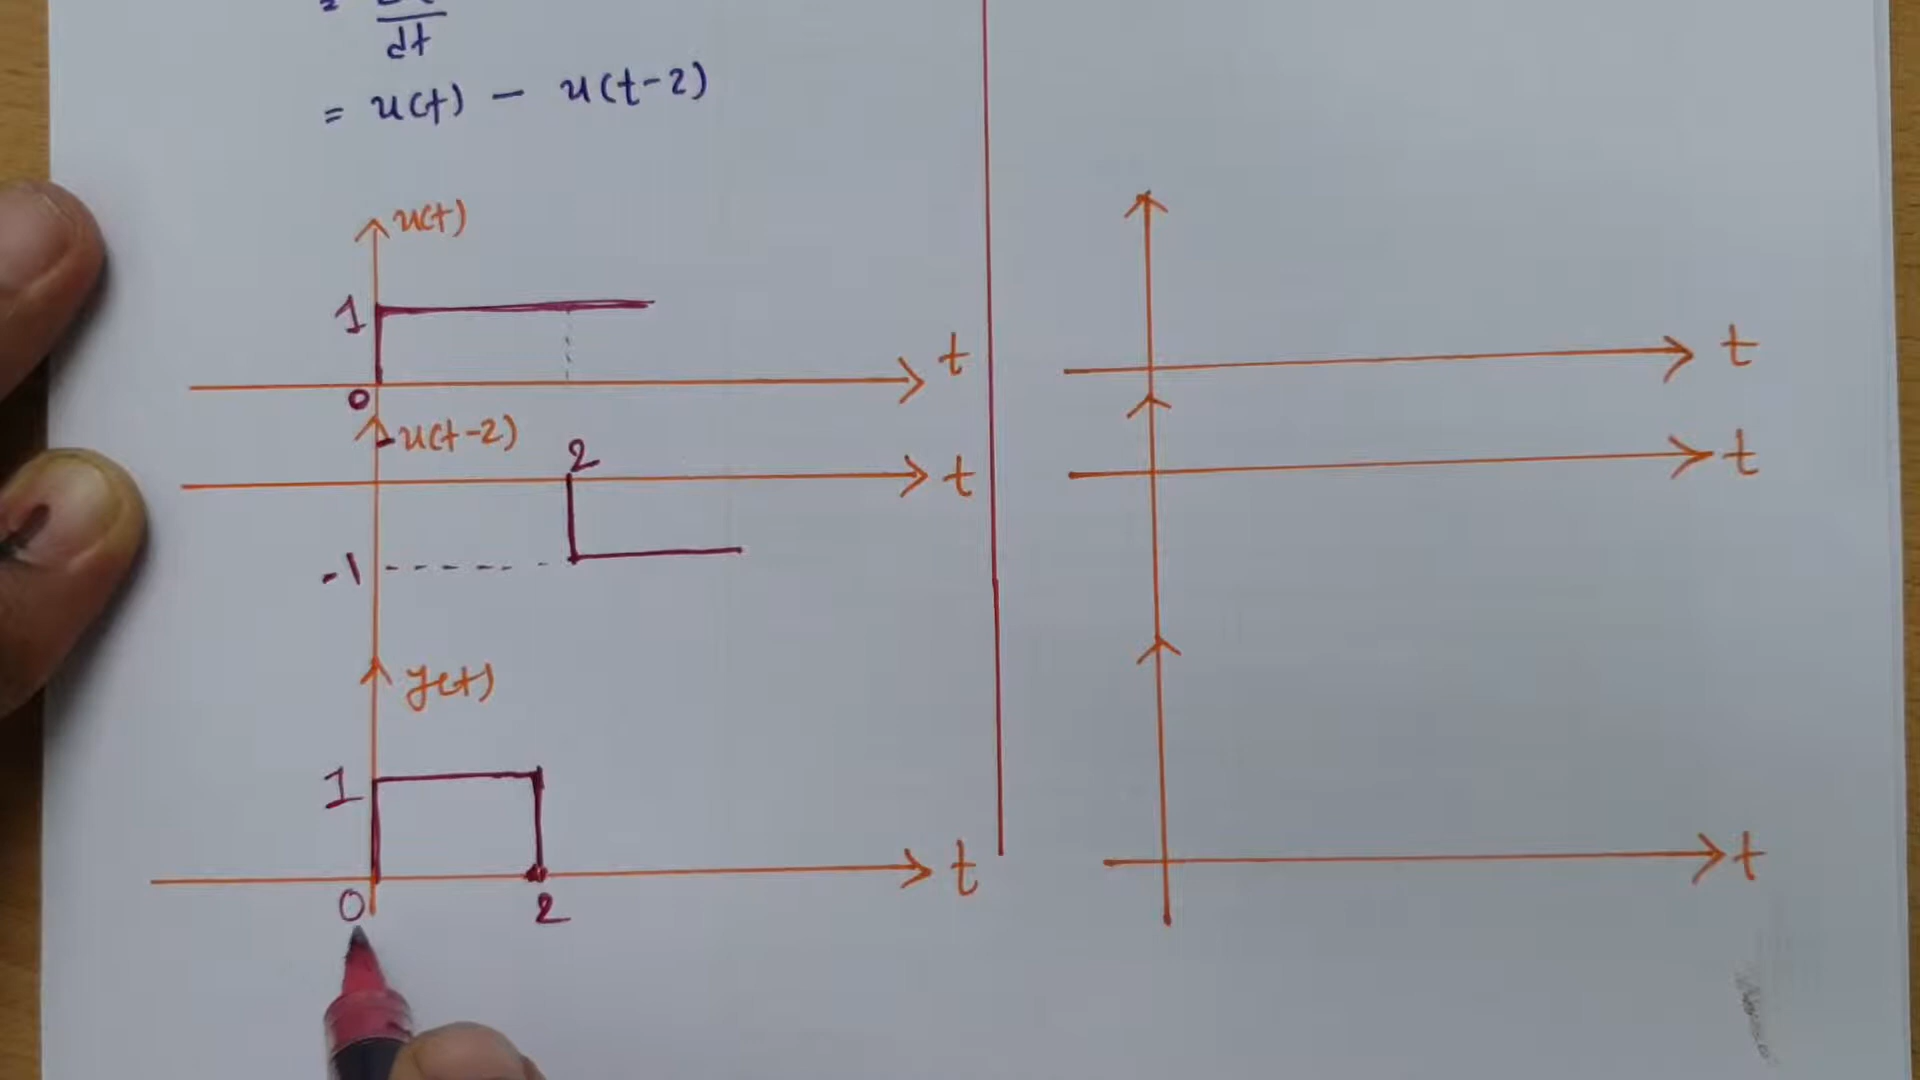 dt
= u(t) - u(t-2)
u(t)
1
t
0
-u(t-2)
2
t
-1
y(t)
1
t
0
2
t
t
t